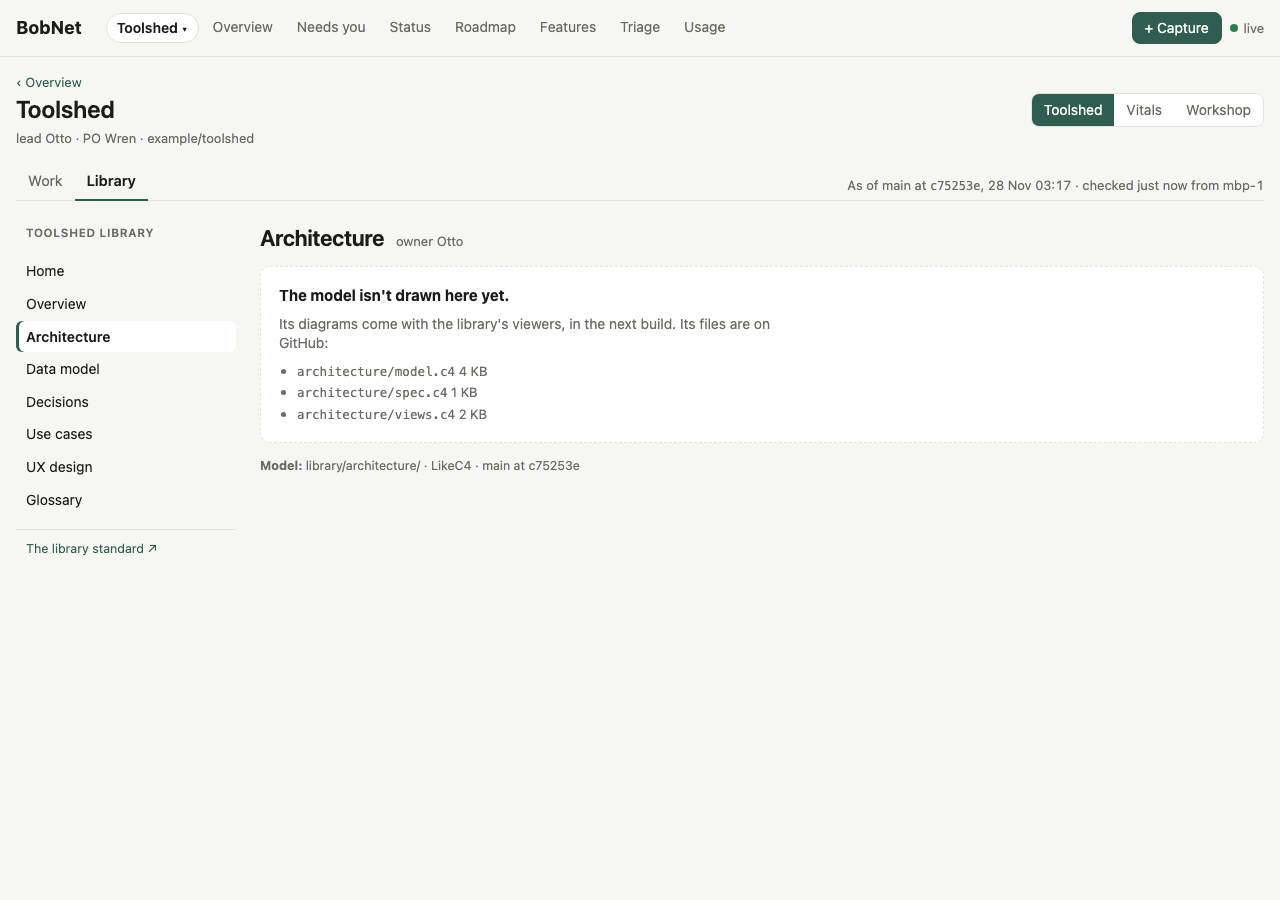 BobNet
Toolshed ▾
Overview
Needs you
Status
Roadmap
Features
Triage
Usage
+ Capture
live
‹ Overview
Toolshed
lead Otto · PO Wren · example/toolshed
Toolshed
Vitals
Workshop
Work
Library
As of main at c75253e, 28 Nov 03:17 · checked just now from mbp-1
TOOLSHED LIBRARY
Home
Overview
Architecture
Data model
Decisions
Use cases
UX design
Glossary
The library standard ↗
Architecture owner Otto
The model isn't drawn here yet.
Its diagrams come with the library's viewers, in the next build. Its files are on
GitHub:
• architecture/model.c4 4 KB
• architecture/spec.c4 1 KB
• architecture/views.c4 2 KB
Model: library/architecture/ · LikeC4 · main at c75253e